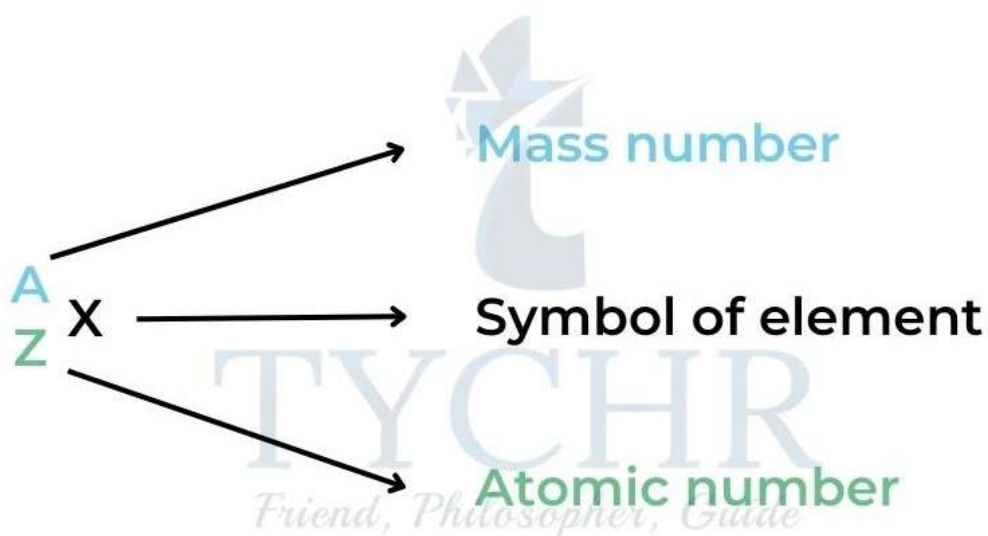 Mass number
A
X
Symbol of element
Z
TYCHR
Atomic number
Friend, Philosopher, Guide